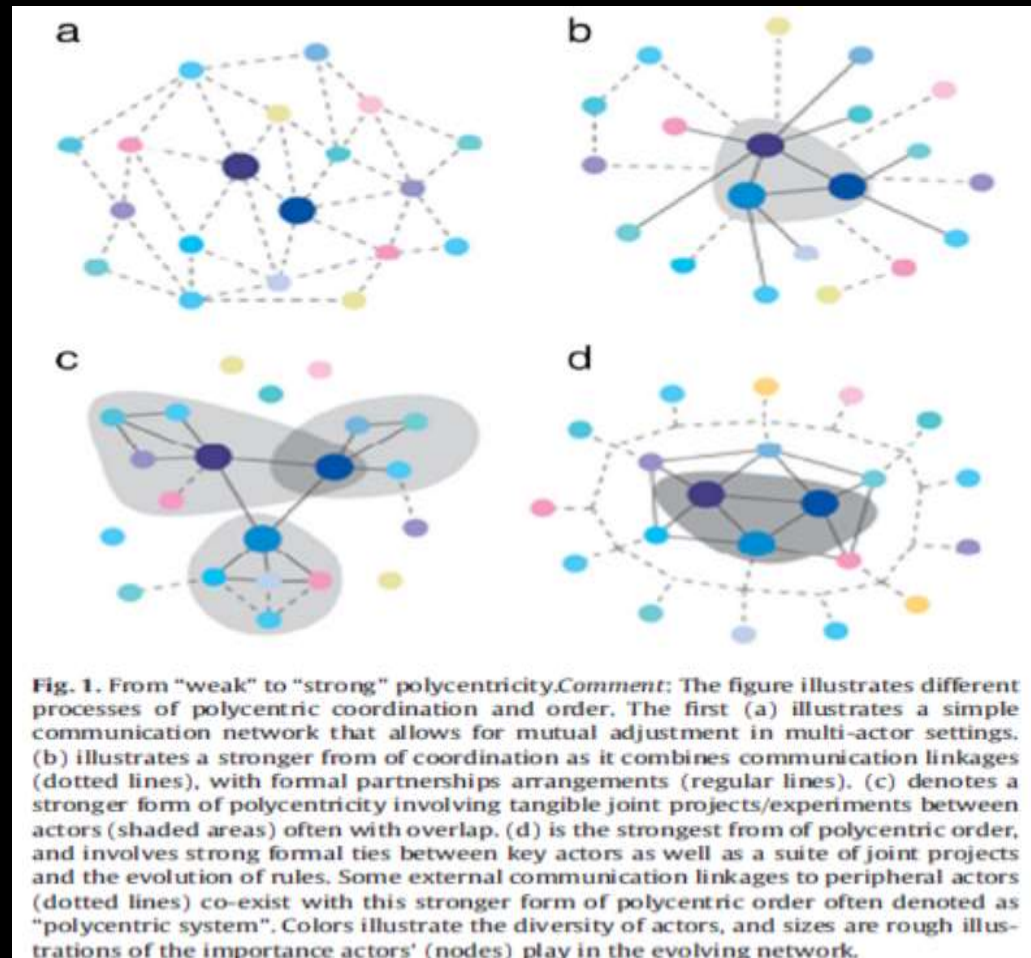 a
b
c
d
Fig. 1. From "weak" to "strong" polycentricity.Comment: The figure illustrates different
processes of polycentric coordination and order. The first (a) illustrates a simple
communication network that allows for mutual adjustment in multi-actor settings.
(b) illustrates a stronger from of coordination as it combines communication linkages
(dotted lines), with formal partnerships arrangements (regular lines). (c) denotes a
stronger form of polycentricity involving tangible joint projects/experiments between
actors (shaded areas) often with overlap. (d) is the strongest from of polycentric order,
and involves strong formal ties between key actors as well as a suite of joint projects
and the evolution of rules. Some external communication linkages to peripheral actors
(dotted lines) co-exist with this stronger form of polycentric order often denoted as
"polycentric system". Colors illustrate the diversity of actors, and sizes are rough illus-
trations of the importance actors' (nodes) play in the evolving network.